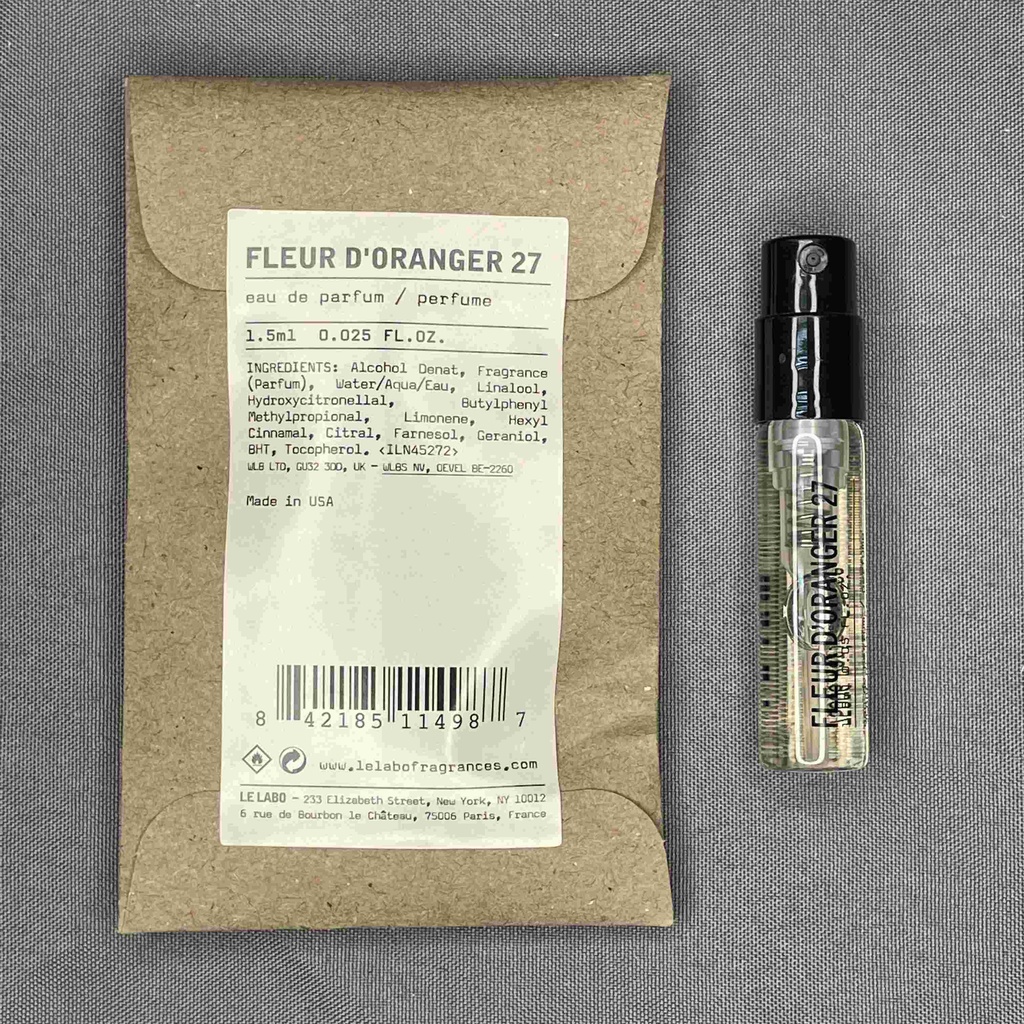 FLEUR D'ORANGER 27
eau de parfum / perfume
1.5ml 0.025 FL.OZ.
INGREDIENTS: Alcohol Denat, Fragrance
(Parfum), Water/Aqua/Eau, Linalool,
Hydroxycitronellal, Butylphenyl
Methylpropional, Limonene, Hexyl
Cinnamal, Citral, Farnesol, Geraniol,
BHT, Tocopherol. <ILN45272>
WLB LTD, GU32 3QD, UK - WLBS NV, DEVEL BE-2260
Made in USA
8 42185 11498 7
www.lelabofragrances.com
LE LABO - 233 Elizabeth Street, New York, NY 10012
6 rue de Bourbon le Château, 75006 Paris, France
FLEUR D'ORANGER 27